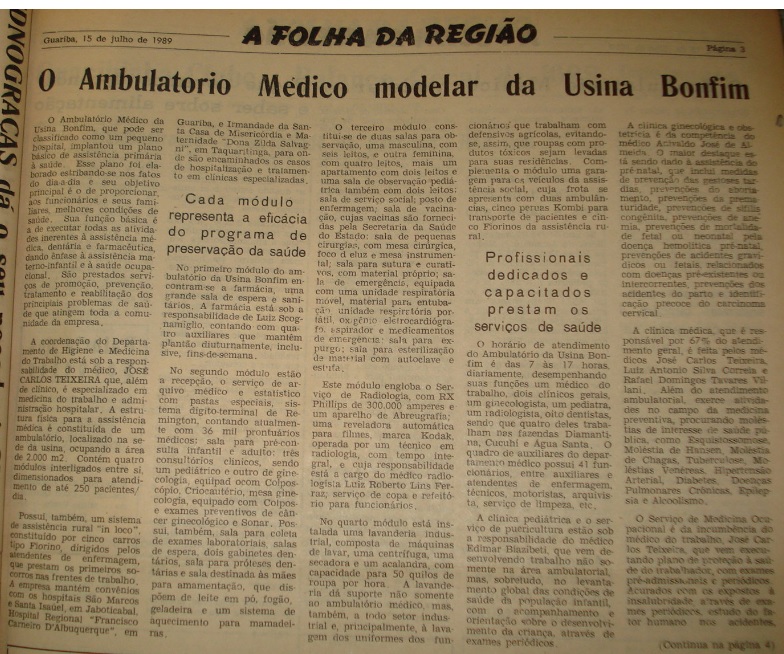 ONOGRACAS dá o seu
Guariba, 15 de julho de 1989
A FOLHA DA REGIÃO
Página 3
O Ambulatorio Médico modelar da Usina Bonfim
O Ambulatório Médico da
Usina Bonfim, que pode ser
classificado como um pequeno
hospital, implantou um plano
básico de assistência primária
à saúde. Esse plano foi elaborado
estribando-se nos fatos
do dia-a-dia e seu objetivo
principal é o de proporcionar,
aos funcionários e seus familiares,
melhores condições de
saúde. Sua função básica é
a de executar todas as atividades
inerentes à assistência médica,
dentária e farmacêutica,
dando ênfase à assistência materno-infantil
e à saúde ocupacional.
São prestados serviços
de promoção, prevenção,
tratamento e reabilitação dos
principais problemas de saúde
que atingem toda a comunidade
da empresa.
A coordenação do Departamento
de Higiene e Medicina
do Trabalho está sob a responsabilidade
do médico, JOSÉ
CARLOS TEIXEIRA que, além
de clínico, é especializado em
medicina do trabalho e administração
hospitalar. A estrutura
física para a assistência
médica é constituída de um
ambulatório, localizado na sede
da usina, ocupando a área
de 2.000 m2 Contém quatro
módulos interligados entre si,
dimensionados para atendimento
de até 250 pacientes/
dia.
Possui, também, um sistema
de assistência rural "in loco",
constituído por cinco carros
tipo Fiorino, dirigidos pelos
atendentes de enfermagem,
que prestam os primeiros socorros
nas frentes de trabalho.
A empresa mantém convênios
com os hospitais São Marcos
e Santa Isabel, em Jaboticabal,
Hospital Regional "Francisco
Carneiro D'Albuquerque", em
Guariba, e Irmandade da Santa
Casa de Misericórdia e Maternidade
"Dona Zilda Salvagni",
em Taquaritinga, para onde
são encaminhados os casos
de hospitalização e tratamento
em clínicas especializadas.
Cada módulo
representa a eficácia
do programa de
preservação da saúde
No primeiro módulo do ambulatório
da Usina Bonfim encontram-se
a farmácia, uma
grande sala de espera e sanitários.
A farmácia está sob a
responsabilidade de Luiz Scognamiglio,
contando com quatro
auxiliares que mantém
plantão diuturnamente, inclusive,
fins-de-semana.
No segundo módulo estão
a recepção, o serviço de arquivo
médico e estatístico
com pastas especiais, sistema
dígito-terminal de Remington,
contando atualmente
com 36 mil prontuários
médicos: sala para pré-consulta
infantil e adulto; três
consultórios clínicos, sendo
um pediátrico e outro de ginecologia,
equipad ocom Colpos-
cópio, Criocautério, mesa ginecologia,
equipado com Colpos-
e exames preventivos de câncer
ginecológico e Sonar. Possui,
também, sala para coleta
de exames laboratoriais, salas
de espera, dois gabinetes dentários,
sala para próteses dentárias
e sala destinada às mães
para amamentação, que dispõem
de leite em pó, fogão,
geladeira e um sistema de
aquecimento para mamadeiras.
O terceiro módulo constitui-se
de duas salas para observação,
uma masculina, com
seis leitos, e outra feminina,
com quatro leitos, mais um
apartamento com dois leitos e
uma sala de observação pediátrica
também com dois leitos:
sala de serviço social; posto de
enfermagem; sala de vacinação,
cujas vacinas são fornecidas
pela Secretaria da Saúde
do Estado: sala de pequenas
cirurgias, com mesa cirúrgica,
foco d eluz e mesa instrumental;
sala para sutura e curativos,
com material próprio; sala
de emergência, equipada
com uma unidade respiratória
móvel, material para entubação
unidade respirtória portátil,
oxigênio eletrocardiógrafo,
aspirador e medicamentos
de emergência: sala para expurgo;
sala para esterilização
de material com autoclave e
estufa.
Este módulo engloba o Serviço
de Radiologia, com RX
Phillips de 300.000 amperes e
um aparelho de Abreugrafia;
uma reveladora automática
para filmes, marca Kodak,
operada por um técnico em
radiologia, com tempo integral,
e cuja responsabilidade
está a cargo do médico radiologista
Luiz Roberto Lins Ferraz;
serviço de copa e refeitório
para funcionários.
No quarto módulo está instalada
uma lavanderia industrial,
composta de máquinas
de lavar, uma centrífuga, uma
secadora e um acalandra, com
capacidade para 50 quilos de
roupa por hora. A lavanderia
dá suporte não somente
ao ambulatório médico, mas,
também, a todo setor industrial
e, principalmente, à lavagem
dos uniformes dos funcionários
que trabalham com
defensivos agrícolas, evitando-se,
assim, que roupas com produtos
tóxicos sejam levadas
para suas residências. Complementa
o módulo uma garagem
para os veículos da assistência
social, cuja frota se
apresenta com duas ambulâncias,
cinco peruas Kombi para
transporte de pacientes e cinco
Fiorinos da assistência rural.
Profissionais
dedicados e
capacitados
prestam os
serviços de saúde
O horário de atendimento
do Ambulatório da Usina Bonfim
é das 7 às 17 horas,
diariamente, desempenhando
suas funções um médico do
trabalho, dois clínicos gerais,
um ginecologista, um pediatra,
um radiologista, oito dentistas,
sendo que quatro deles trabalham
nas fazendas Diamantina,
Cucuhi e Água Santa. O
quadro de auxiliares do departamento
médico possui 41 funcionários,
entre auxiliares e
atendentes de enfermagem,
técnicos, motoristas, arquivista,
serviço de limpeza, etc.
A clínica pediátrica e o serviço
de puericultura estão sob
a responsabilidade do médico
Edimar Biazibeti, que vem desenvolvendo
trabalho não somente
na área ambulatorial,
mas, sobretudo, no levantamento
global das condições de
saúde da população infantil,
com o acompanhamento e
orientação sobre o desenvolvimento
da criança, através de
exames periódicos.
A clínica ginecológica e obstetrícia
é da competência do
médico Acivaldo José de Almeida.
O maior destaque está
sendo dado à assistência do
pré-natal, que inclui medidas
de prevenção das gestões tardias,
prevenções do abortamento,
prevenções da prematuridade,
prevenções de sífilis
congênita, prevenções de anemia,
prevenções de mortalidade
fetal ou neonatal pela
doença hemolítica pré-natal,
prevenções de acidentes gravídicos
ou fetais relacionados
com doenças pré-existentes ou
intercorrentes, prevenções dos
acidentes do parto e identificação
precoce do carcinoma
cervical.
A clínica médica, que é responsável
por 67% do atendimento
geral, é feita pelos médicos
José Carlos Teixeira,
Luiz Antonio Silva Correia e
Rafael Domingos Tavares Villani.
Além do atendimento
ambulatorial, exerce atividades
no campo da medicina
preventiva, procurando moléstias
de interesse de saúde pública,
como Esquistossomose,
Moléstia de Hansen, Moléstia
de Chagas, Tuberculose, Moléstias
Venéreas, Hipertensão
Arterial, Diabetes, Doenças
Pulmonares Crônicas, Epilepsia
e Alcoolismo.
O Serviço de Medicina Ocupacional
é da incumbência do
médico do trabalho, José Carlos
Teixeira, que vem executando
plano de proteção à saúde
do trabalhador, com exames
pré-admissionais e periódicos.
Acurados com os expostos à
insalubridade através de exames
periódicos, estudo do fator
humano nos acidentes.
(Continua na página 4)